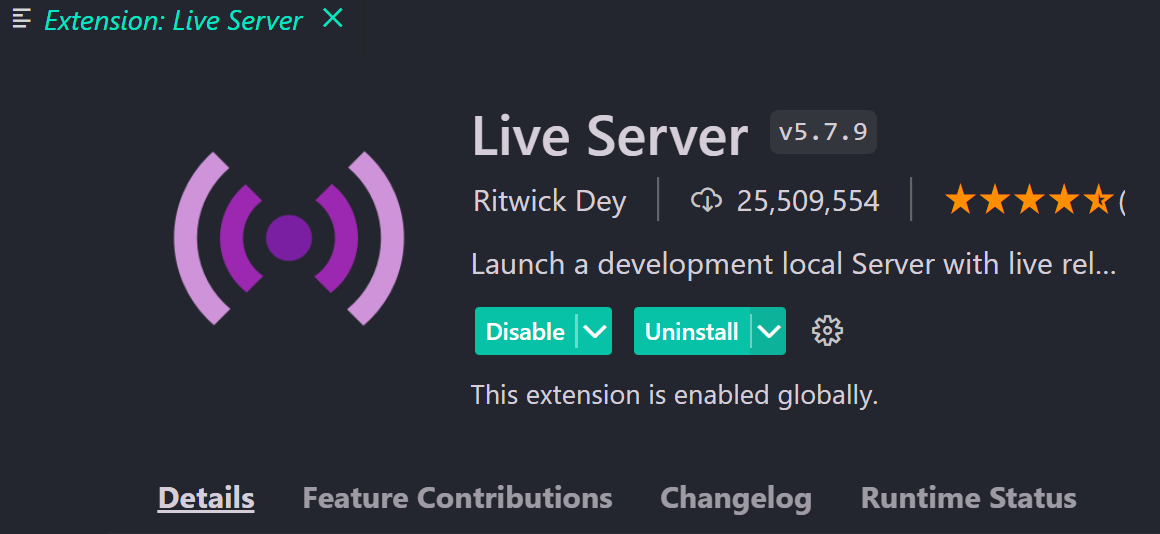 Extension: Live Server
Live Server v5.7.9
Ritwick Dey 25,509,554 (
Launch a development local Server with live rel...
Disable Uninstall
This extension is enabled globally.
Details Feature Contributions Changelog Runtime Status